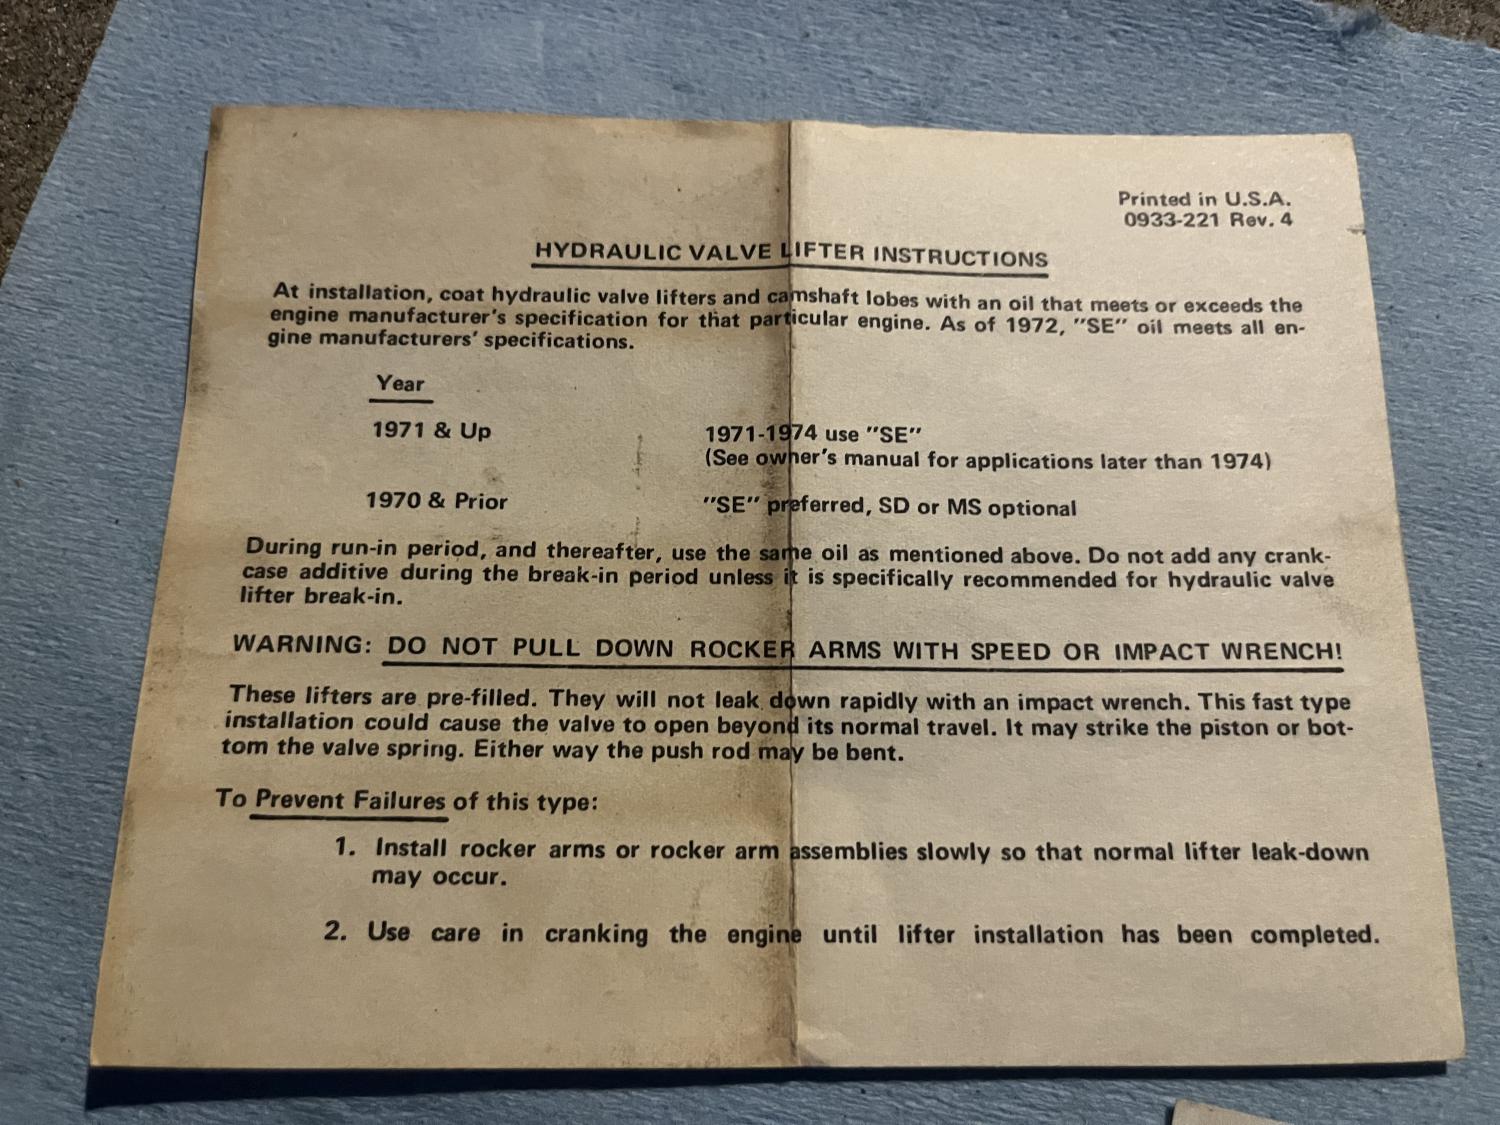 Printed in U.S.A.
0933-221 Rev. 4
HYDRAULIC VALVE LIFTER INSTRUCTIONS
At installation, coat hydraulic valve lifters and camshaft lobes with an oil that meets or exceeds the
engine manufacturer's specification for that particular engine. As of 1972, "SE" oil meets all en-
gine manufacturers' specifications.
Year
1971 & Up 1971-1974 use "SE"
(See owner's manual for applications later than 1974)
1970 & Prior "SE" preferred, SD or MS optional
During run-in period, and thereafter, use the same oil as mentioned above. Do not add any crank-
case additive during the break-in period unless it is specifically recommended for hydraulic valve
lifter break-in.
WARNING: DO NOT PULL DOWN ROCKER ARMS WITH SPEED OR IMPACT WRENCH!
These lifters are pre-filled. They will not leak down rapidly with an impact wrench. This fast type
installation could cause the valve to open beyond its normal travel. It may strike the piston or bot-
tom the valve spring. Either way the push rod may be bent.
To Prevent Failures of this type:
1. Install rocker arms or rocker arm assemblies slowly so that normal lifter leak-down
may occur.
2. Use care in cranking the engine until lifter installation has been completed.